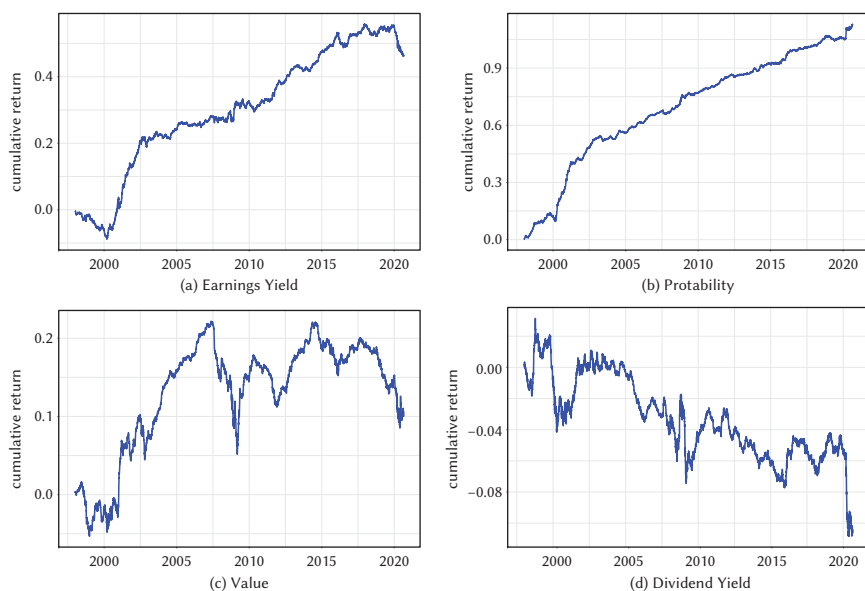 cumulative return
0.4
0.2
0.0
2000 2005 2010 2015 2020
(a) Earnings Yield
cumulative return
0.9
0.6
0.3
0.0
2000 2005 2010 2015 2020
(b) Protability
cumulative return
0.2
0.1
0.0
2000 2005 2010 2015 2020
(c) Value
cumulative return
0.00
−0.04
−0.08
2000 2005 2010 2015 2020
(d) Dividend Yield